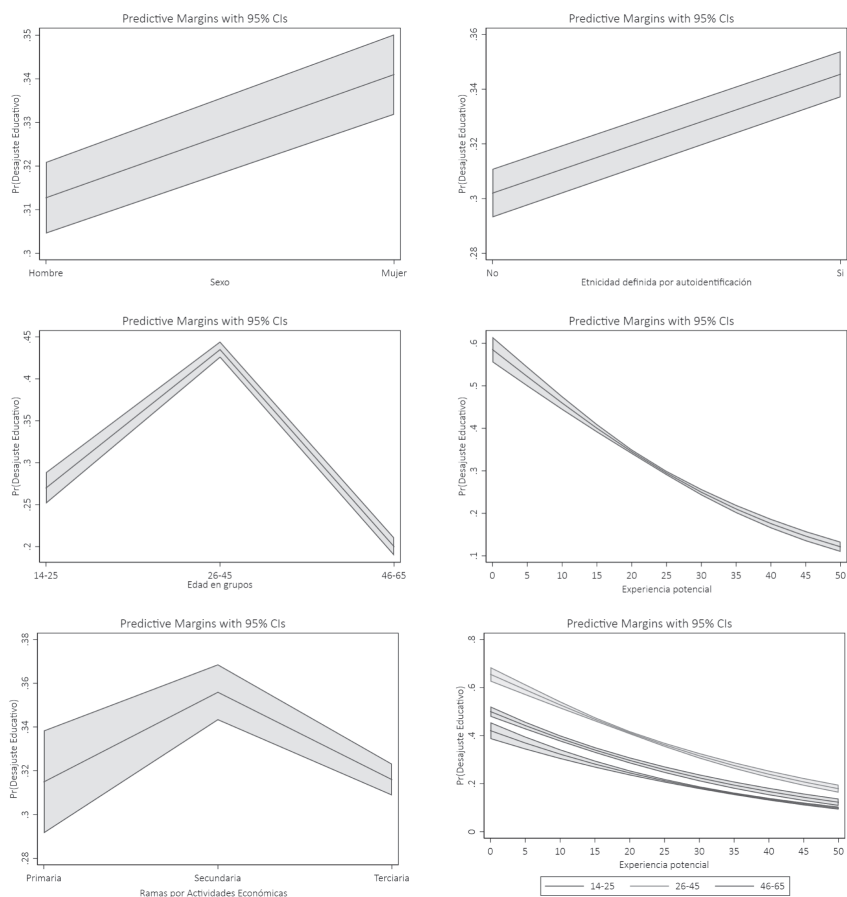 Predictive Margins with 95% CIs
Pr(Desajuste Educativo)
.35
.34
.33
.32
.31
.3
Hombre Mujer
Sexo
Predictive Margins with 95% CIs
Pr(Desajuste Educativo)
.36
.34
.32
.3
.28
No Si
Etnicidad definida por autoidentificación
Predictive Margins with 95% CIs
Pr(Desajuste Educativo)
.45
.4
.35
.3
.25
.2
14-25 26-45 46-65
Edad en grupos
Predictive Margins with 95% CIs
Pr(Desajuste Educativo)
.6
.5
.4
.3
.2
.1
0 5 10 15 20 25 30 35 40 45 50
Experiencia potencial
Predictive Margins with 95% CIs
Pr(Desajuste Educativo)
.38
.36
.34
.32
.3
.28
Primaria Secundaria Terciaria
Ramas por Actividades Económicas
Predictive Margins with 95% CIs
Pr(Desajuste Educativo)
.8
.6
.4
.2
0
0 5 10 15 20 25 30 35 40 45 50
Experiencia potencial
14-25 26-45 46-65